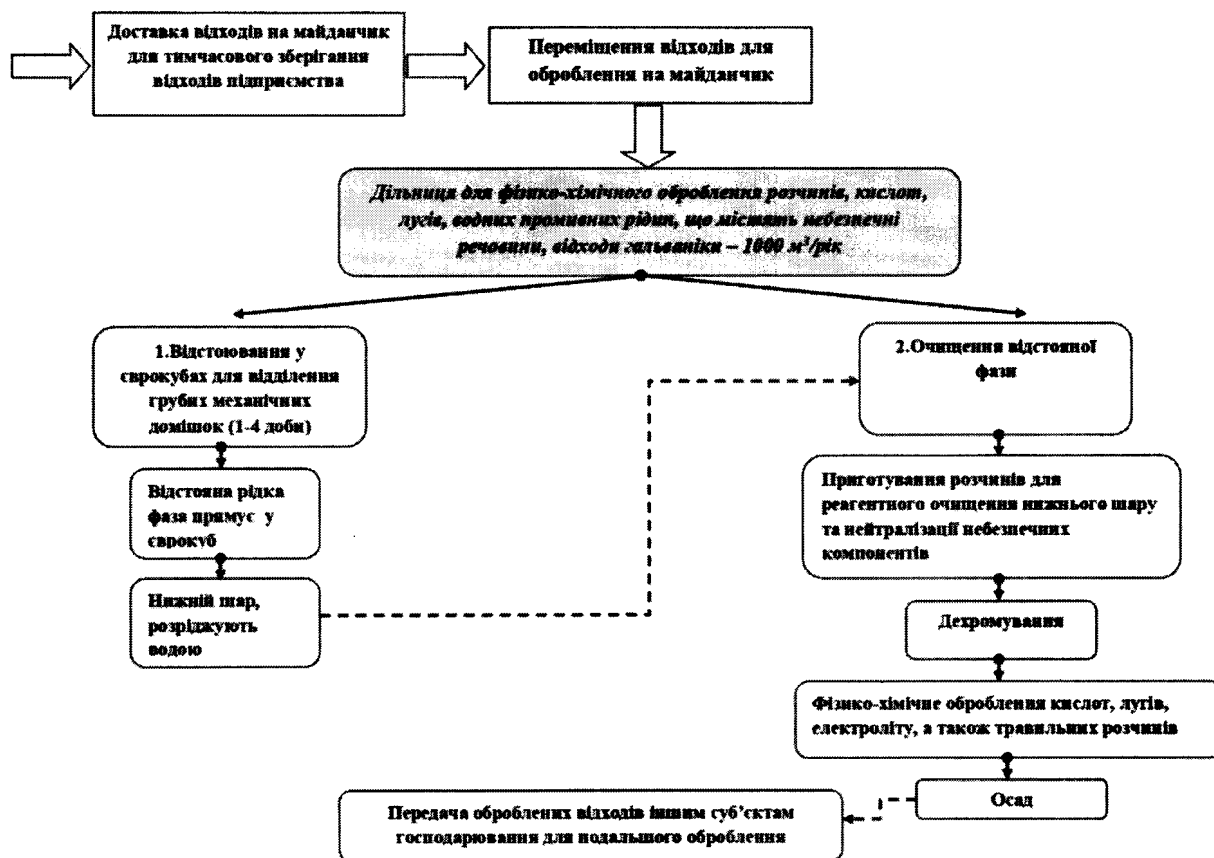 Доставка відходів на майданчик
для тимчасового зберігання
відходів підприємства
Переміщення відходів для
оброблення на майданчик
Дільниця для фізико-хімічного оброблення розчинів, кислот,
лугів, водних промивних рідин, що містять небезпечні
речовини, відходи гальваніки – 1000 м³/рік
1.Відстоювання у
єврокубах для відділення
грубих механічних
домішок (1-4 доби)
Відстояна рідка
фаза прямує у
єврокуб
Нижній шар,
розріджують
водою
2.Очищення відстояної
фази
Приготування розчинів для
реагентного очищення нижнього шару
та нейтралізації небезпечних
компонентів
Дехромування
Фізико-хімічне оброблення кислот, лугів,
електроліту, а також травильних розчинів
Осад
Передача оброблених відходів іншим суб’єктам
господарювання для подальшого оброблення